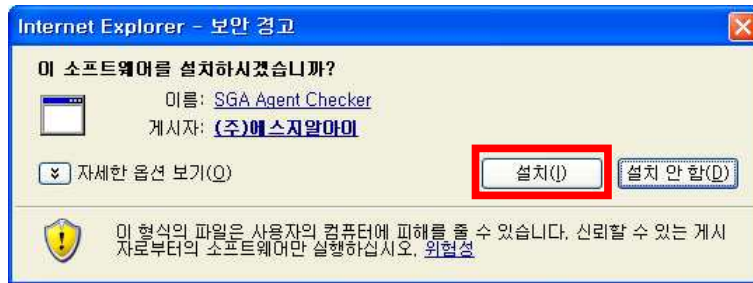 Internet Explorer - 보안 경고
이 소프트웨어를 설치하시겠습니까?
이름: SGA Agent Checker
게시자: (주)에스지알아이
자세한 옵션 보기(O)
설치(I)
설치 안 함(D)
이 형식의 파일은 사용자의 컴퓨터에 피해를 줄 수 있습니다. 신뢰할 수 있는 게시
자로부터의 소프트웨어만 실행하십시오. 위험성